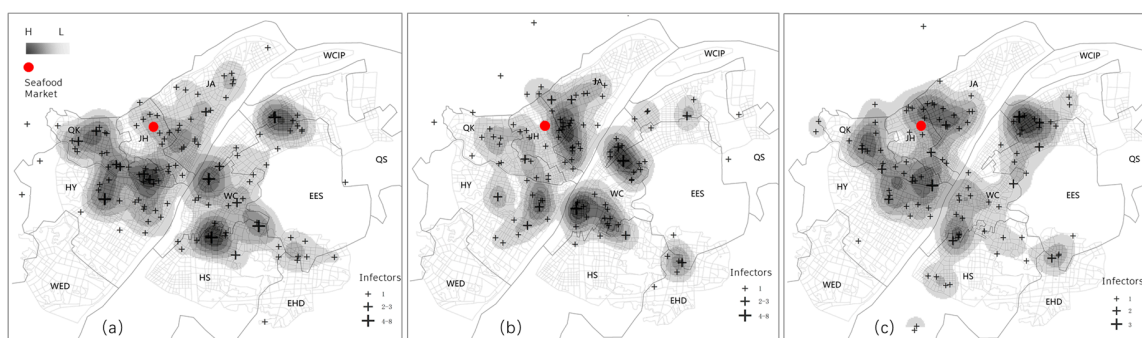 H L
Seafood
Market
WCIP
JA
QK
JH
HY
WC
QS
EES
WED
HS
EHD
Infectors
1
2-3
4-8
(a)
WCIP
JA
QK
JH
HY
WC
QS
EES
WED
HS
EHD
Infectors
1
2-3
4-8
(b)
WCIP
JA
QK
JH
HY
WC
QS
EES
WED
HS
EHD
Infectors
1
2
3
(c)